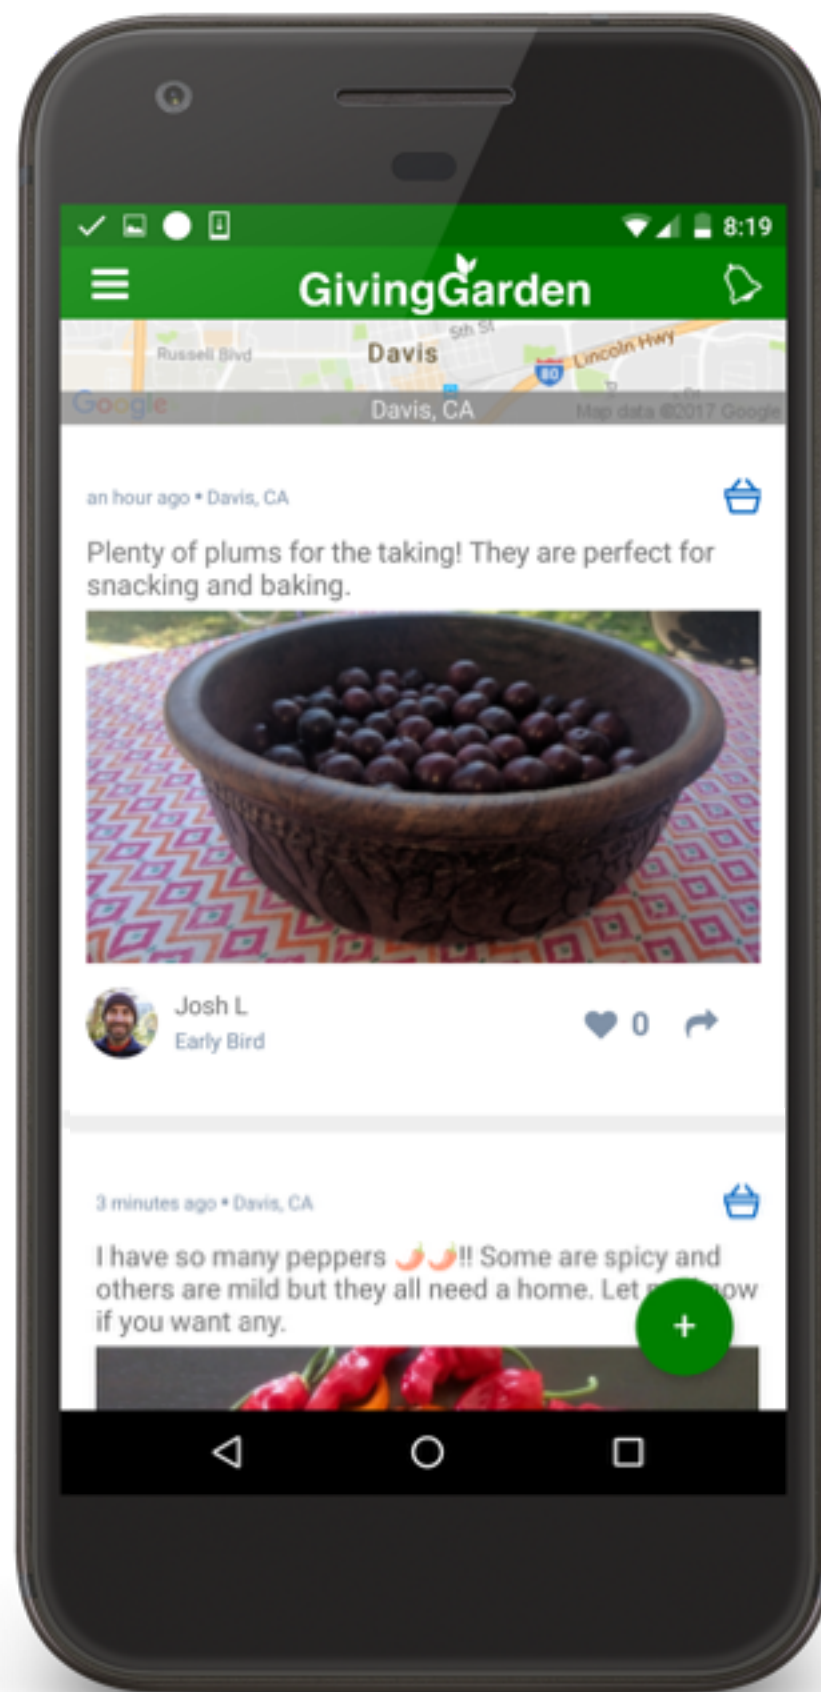 8:19
GivingGarden
5th St
Russell Blvd
Davis
Lincoln Hwy
80
Google
Davis, CA
Map data ©2017 Google
an hour ago • Davis, CA
Plenty of plums for the taking! They are perfect for
snacking and baking.
Josh L
0
Early Bird
3 minutes ago • Davis, CA
I have so many peppers 🌶️🌶️!! Some are spicy and
others are mild but they all need a home. Let
if you want any.
+